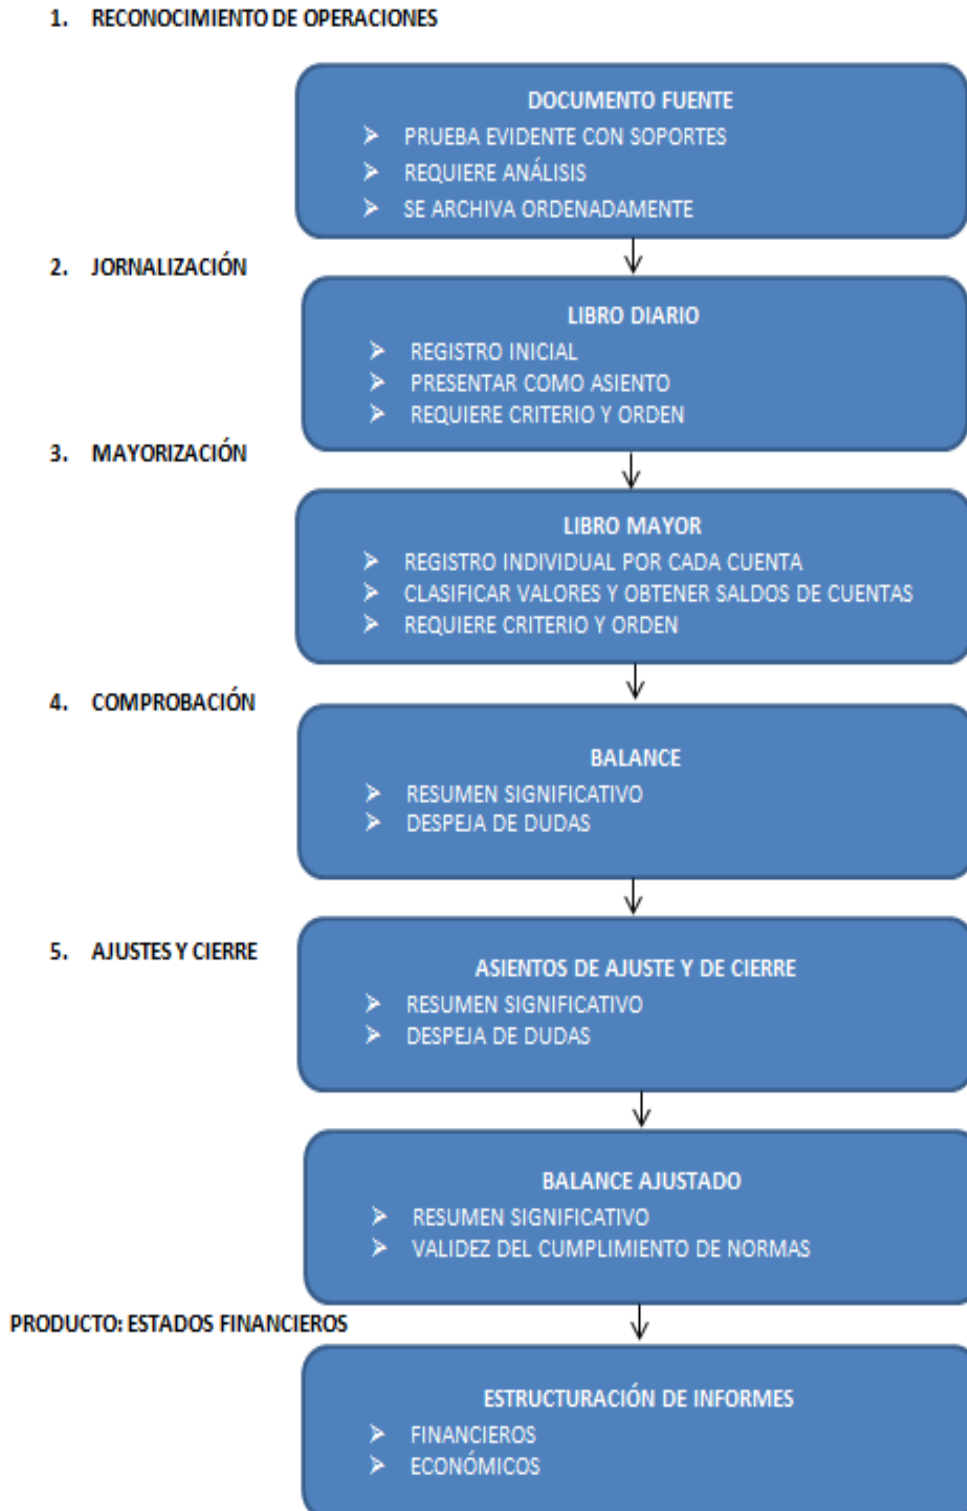 1. RECONOCIMIENTO DE OPERACIONES
DOCUMENTO FUENTE
➤ PRUEBA EVIDENTE CON SOPORTES
➤ REQUIERE ANÁLISIS
➤ SE ARCHIVA ORDENADAMENTE
2. JORNALIZACIÓN
LIBRO DIARIO
➤ REGISTRO INICIAL
➤ PRESENTAR COMO ASIENTO
➤ REQUIERE CRITERIO Y ORDEN
3. MAYORIZACIÓN
LIBRO MAYOR
➤ REGISTRO INDIVIDUAL POR CADA CUENTA
➤ CLASIFICAR VALORES Y OBTENER SALDOS DE CUENTAS
➤ REQUIERE CRITERIO Y ORDEN
4. COMPROBACIÓN
BALANCE
➤ RESUMEN SIGNIFICATIVO
➤ DESPEJA DE DUDAS
5. AJUSTES Y CIERRE
ASIENTOS DE AJUSTE Y DE CIERRE
➤ RESUMEN SIGNIFICATIVO
➤ DESPEJA DE DUDAS
BALANCE AJUSTADO
➤ RESUMEN SIGNIFICATIVO
➤ VALIDEZ DEL CUMPLIMIENTO DE NORMAS
PRODUCTO: ESTADOS FINANCIEROS
ESTRUCTURACIÓN DE INFORMES
➤ FINANCIEROS
➤ ECONÓMICOS